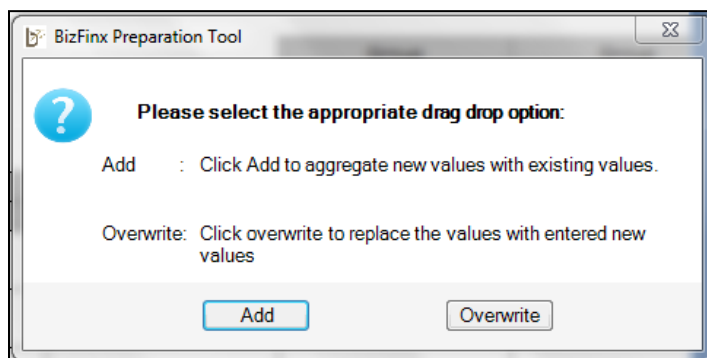 BizFinx Preparation Tool
Please select the appropriate drag drop option:
Add : Click Add to aggregate new values with existing values.
Overwrite: Click overwrite to replace the values with entered new
values
Add Overwrite